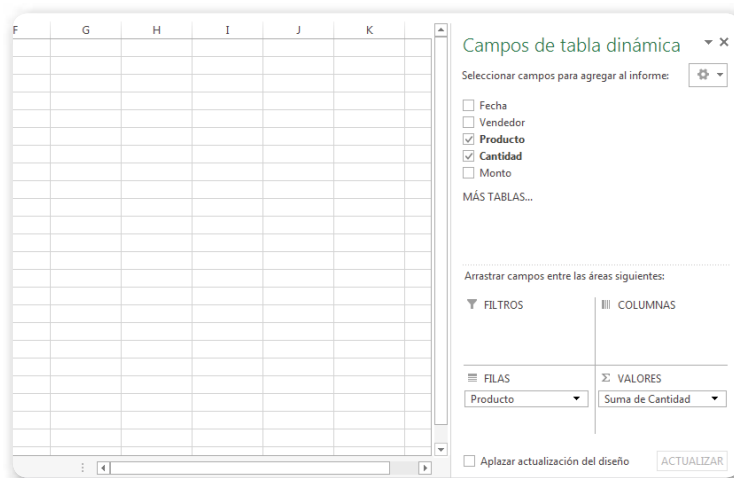 F G H I J K
Campos de tabla dinámica
Seleccionar campos para agregar al informe:
Fecha
Vendedor
Producto
Cantidad
Monto
MÁS TABLAS...
Arrastrar campos entre las áreas siguientes:
FILTROS
COLUMNAS
FILAS
Σ VALORES
Producto
Suma de Cantidad
Aplazar actualización del diseño
ACTUALIZAR